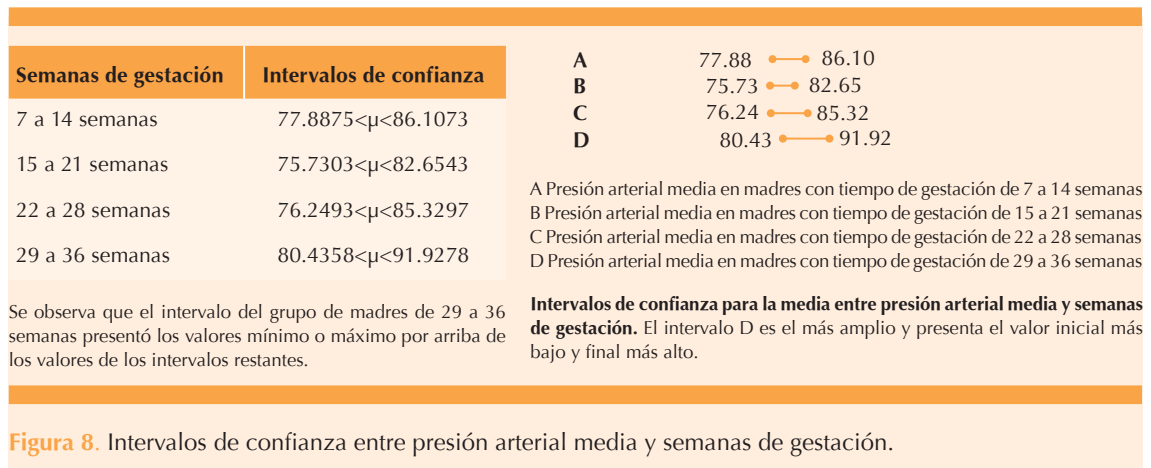 Semanas de gestación Intervalos de confianza
7 a 14 semanas 77.8875<µ<86.1073
15 a 21 semanas 75.7303<µ<82.6543
22 a 28 semanas 76.2493<µ<85.3297
29 a 36 semanas 80.4358<µ<91.9278
Se observa que el intervalo del grupo de madres de 29 a 36
semanas presentó los valores mínimo o máximo por arriba de
los valores de los intervalos restantes.
A 77.88 86.10
B 75.73 82.65
C 76.24 85.32
D 80.43 91.92
A Presión arterial media en madres con tiempo de gestación de 7 a 14 semanas
B Presión arterial media en madres con tiempo de gestación de 15 a 21 semanas
C Presión arterial media en madres con tiempo de gestación de 22 a 28 semanas
D Presión arterial media en madres con tiempo de gestación de 29 a 36 semanas
Intervalos de confianza para la media entre presión arterial media y semanas
de gestación. El intervalo D es el más amplio y presenta el valor inicial más
bajo y final más alto.
Figura 8. Intervalos de confianza entre presión arterial media y semanas de gestación.